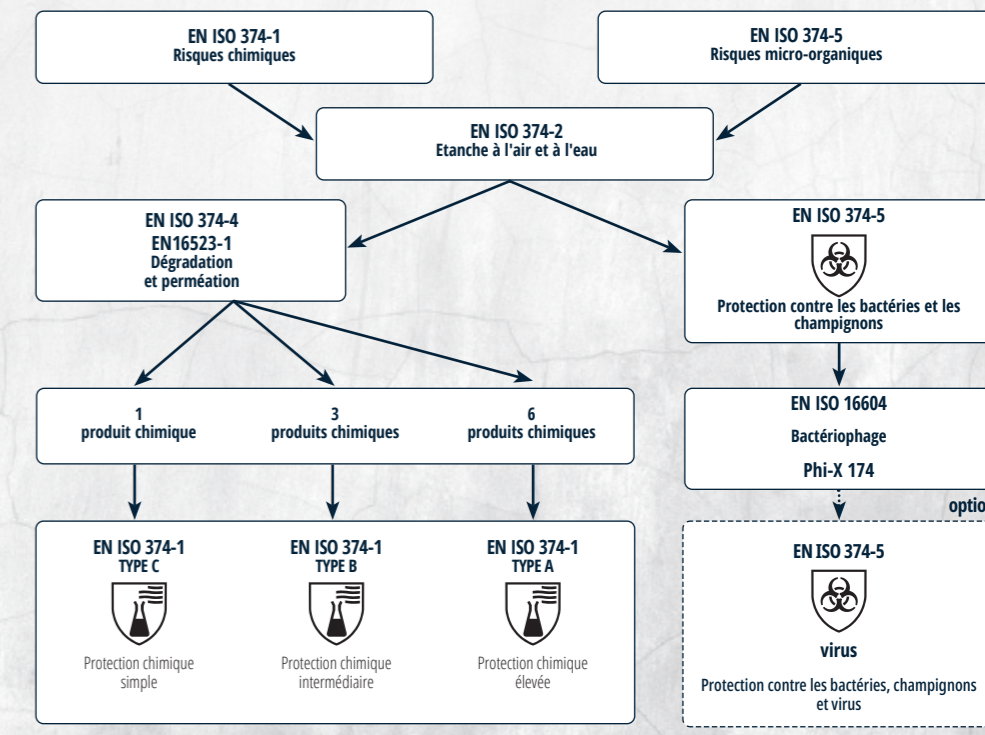 EN ISO 374-1
Risques chimiques
EN ISO 374-5
Risques micro-organiques
EN ISO 374-2
Etanche à l'air et à l'eau
EN ISO 374-4
EN16523-1
Dégradation
et perméation
EN ISO 374-5
Protection contre les bactéries et les
champignons
1
produit chimique
3
produits chimiques
6
produits chimiques
EN ISO 16604
Bactériophage
Phi-X 174
optio
EN ISO 374-1
TYPE C
Protection chimique
simple
EN ISO 374-1
TYPE B
Protection chimique
intermédiaire
EN ISO 374-1
TYPE A
Protection chimique
élevée
EN ISO 374-5
virus
Protection contre les bactéries, champignons
et virus